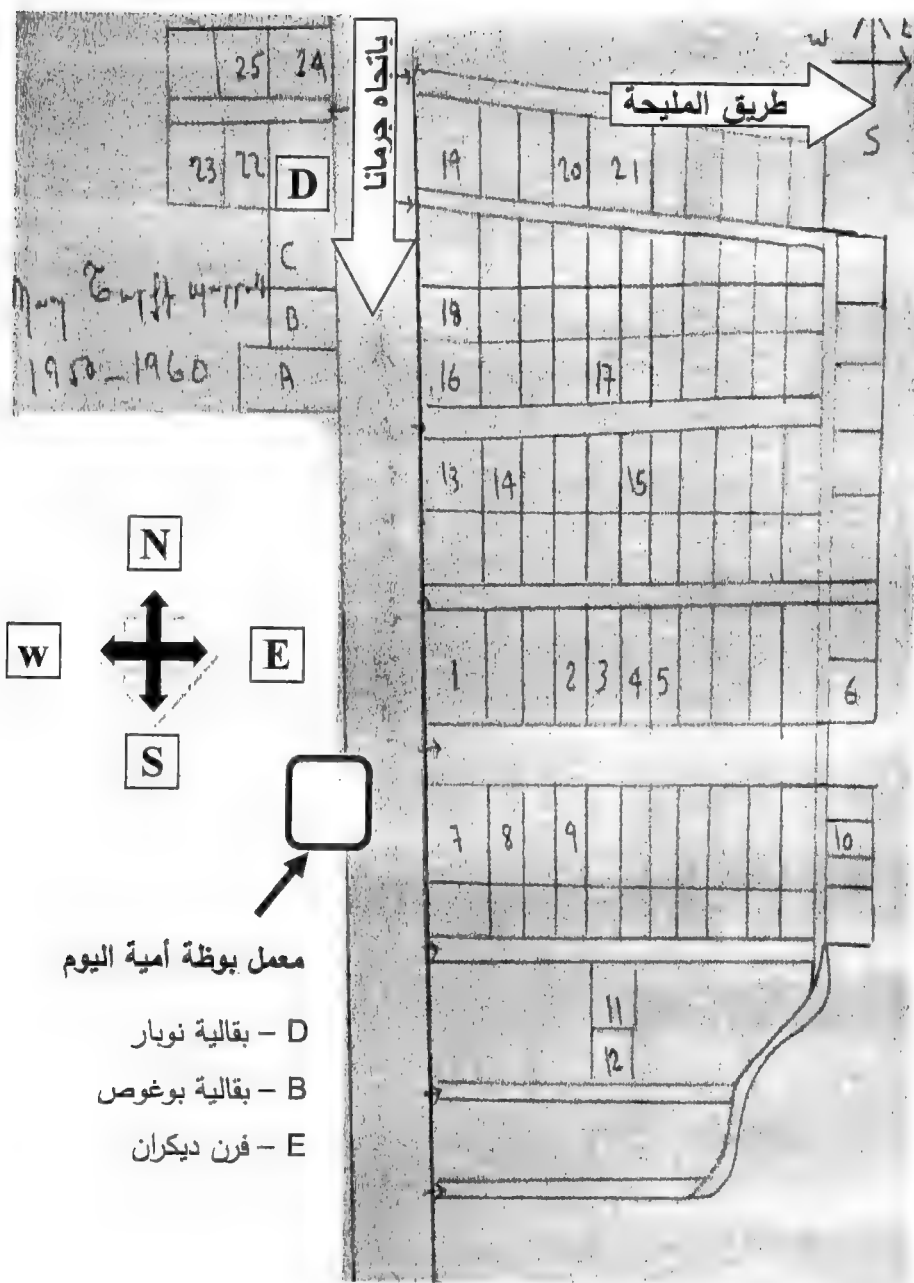 25 24
باتجاه جرمانا
W
طريق المليحة
S
23 22 D
19 20 21
C
B
18
1950-1960
A
16 17
13 14 15
N
W E
S
1 2 3 4 5 6
7 8 9 10
معمل بوظة أمية اليوم
11
12
D – بقالية نوبار
B – بقالية بوغوص
E – فرن ديكران